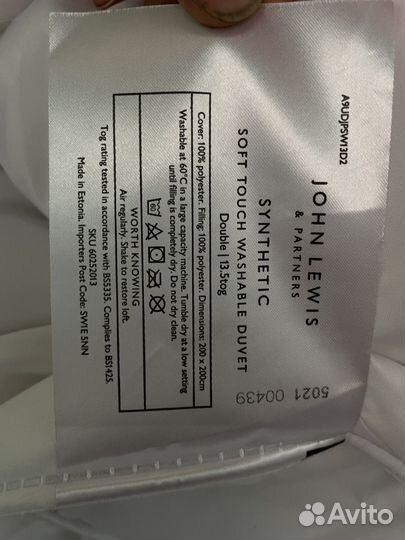 A9UDJPSW13D2
JOHN LEWIS
& PARTNERS
SYNTHETIC
SOFT TOUCH WASHABLE DUVET
Double | 13.5tog
Cover: 100% polyester. Filling: 100% polyester. Dimensions: 200 x 200cm
Washable at 60°C in a large capacity machine. Tumble dry at a low setting
until filling is completely dry. Do not dry clean.
WORTH KNOWING
Air regularly. Shake to restore loft.
Tog rating tested in accordance with BS5335. Complies to BS1425.
SKU 60252013
Made in Estonia. Importers Post Code: SW1E 5NN
5021 00439
Avito